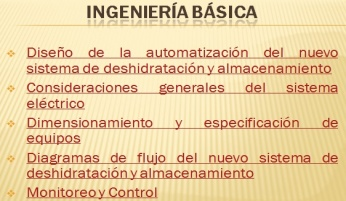 INGENIERÍA BÁSICA
Diseño de la automatización del nuevo
sistema de deshidratación y almacenamiento
Consideraciones generales del sistema
eléctrico
Dimensionamiento y especificación de
equipos
Diagramas de flujo del nuevo sistema de
deshidratación y almacenamiento
Monitoreo y Control